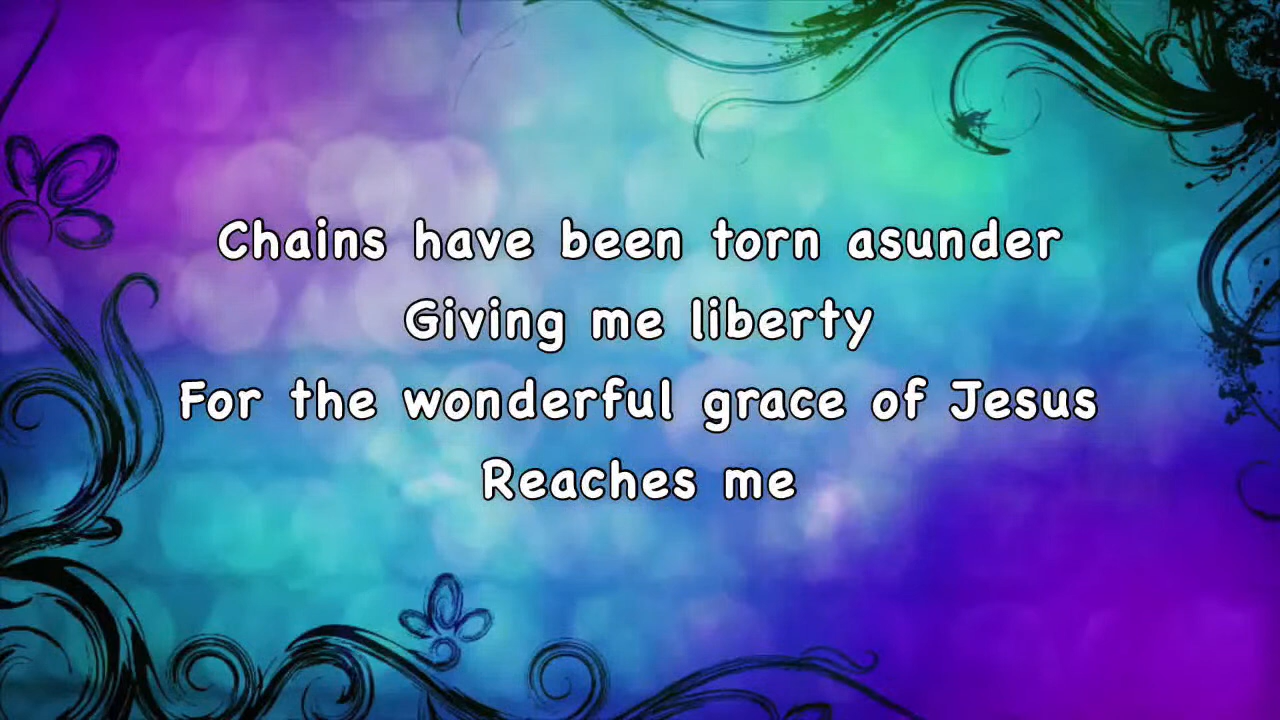 Chains have been torn asunder
Giving me liberty
For the wonderful grace of Jesus
Reaches me